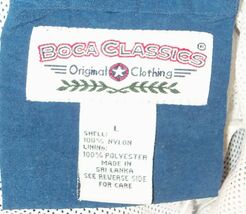 BOCA CLASSICS®
Original Clothing
L
SHELL:
100% NYLON
LINING:
100% POLYESTER
MADE IN
SRI LANKA
SEE REVERSE SIDE
FOR CARE